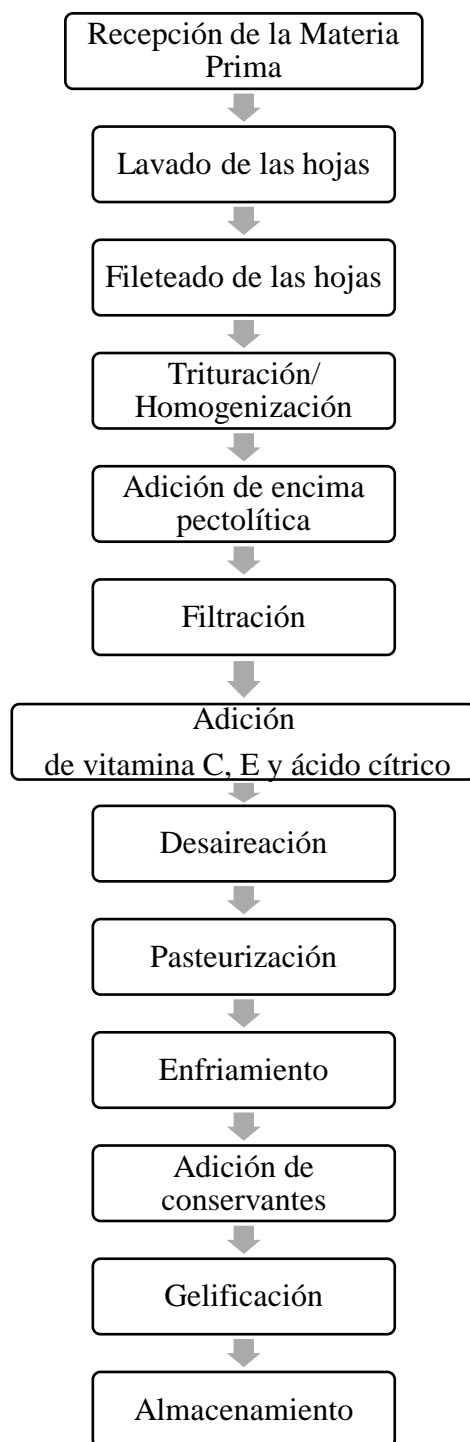 Recepción de la Materia
Prima
Lavado de las hojas
Fileteado de las hojas
Trituración/
Homogenización
Adición de encima
pectolítica
Filtración
Adición
de vitamina C, E y ácido cítrico
Desaireación
Pasteurización
Enfriamiento
Adición de
conservantes
Gelificación
Almacenamiento